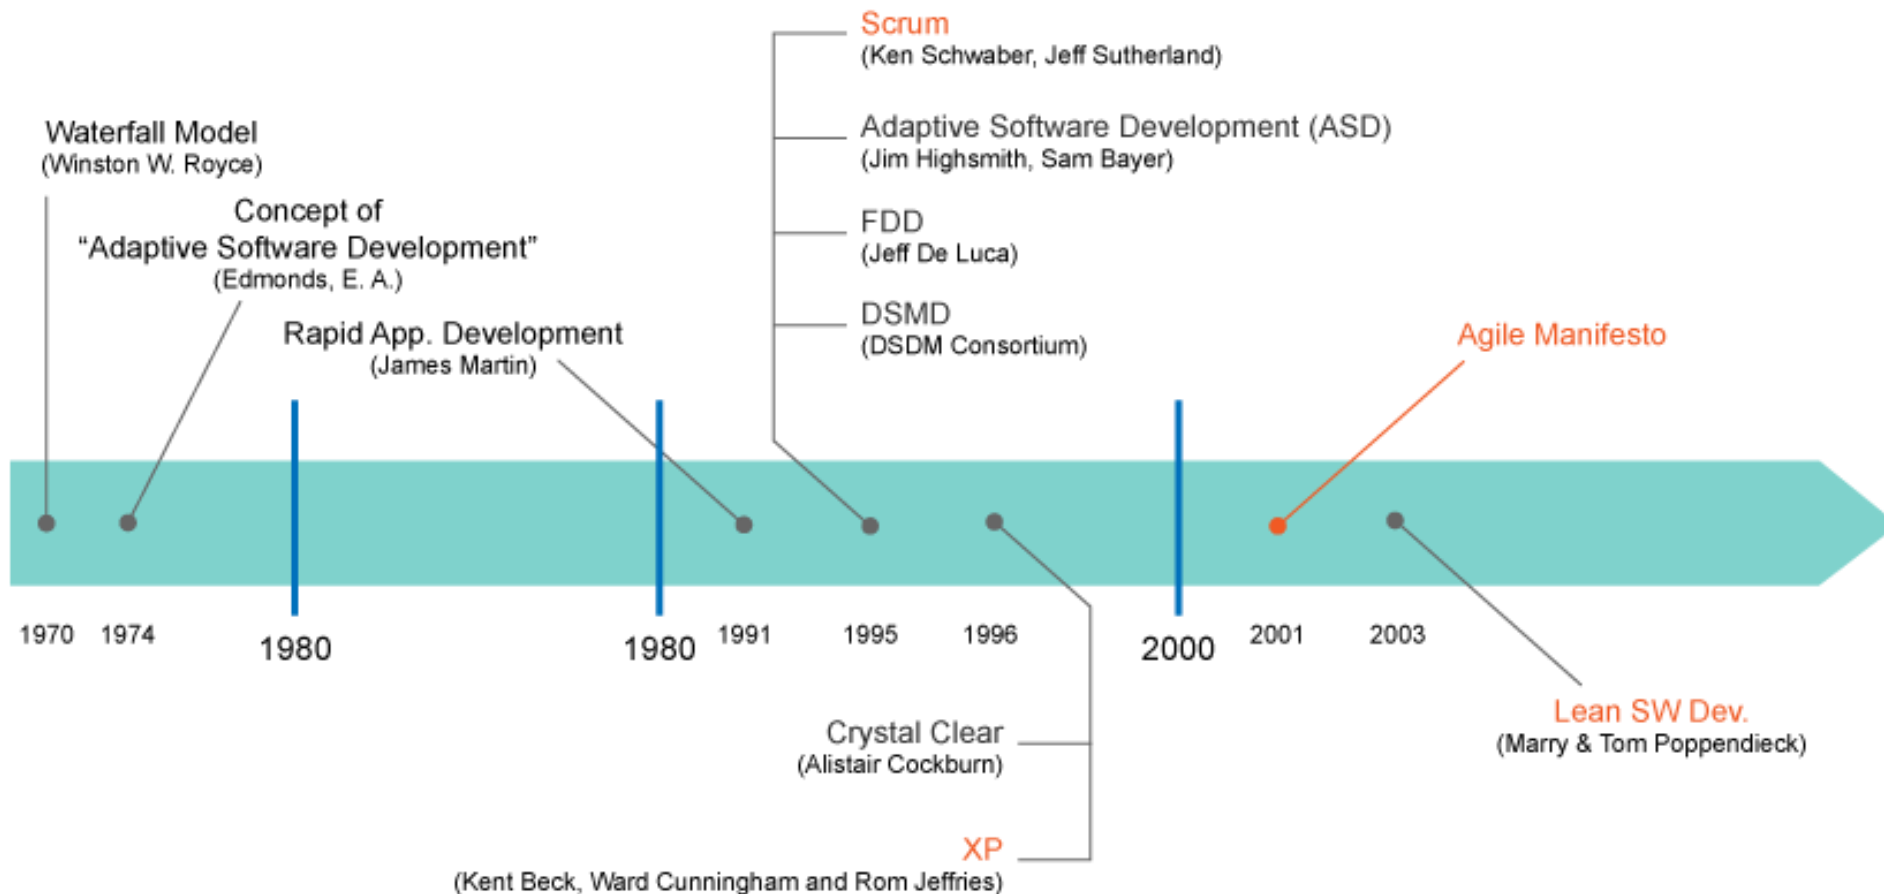 Scrum
(Ken Schwaber, Jeff Sutherland)
Waterfall Model
(Winston W. Royce)
Adaptive Software Development (ASD)
(Jim Highsmith, Sam Bayer)
Concept of
“Adaptive Software Development”
(Edmonds, E. A.)
FDD
(Jeff De Luca)
Rapid App. Development
(James Martin)
DSMD
(DSDM Consortium)
Agile Manifesto
1970
1974
1980
1980
1991
1995
1996
2000
2001
2003
Crystal Clear
(Alistair Cockburn)
Lean SW Dev.
(Marry & Tom Poppendieck)
XP
(Kent Beck, Ward Cunningham and Rom Jeffries)